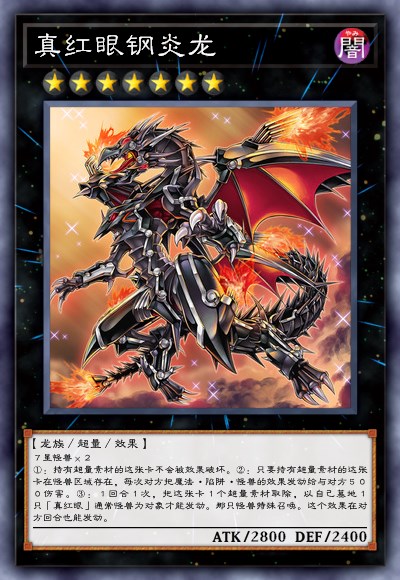 真红眼钢炎龙
やみ
闇
【龙族／超量／效果】
7星怪兽×2
①：持有超量素材的这张卡不会被效果破坏。②：只要持有超量素材的这张
卡在怪兽区域存在，每次对方把魔法·陷阱·怪兽的效果发动给与对方５０
０伤害。③：１回合１次，把这张卡１个超量素材取除，以自己墓地１
只「真红眼」通常怪兽为对象才能发动。那只怪兽特殊召唤。这个效果在对
方回合也能发动。
ATK/2800 DEF/2400